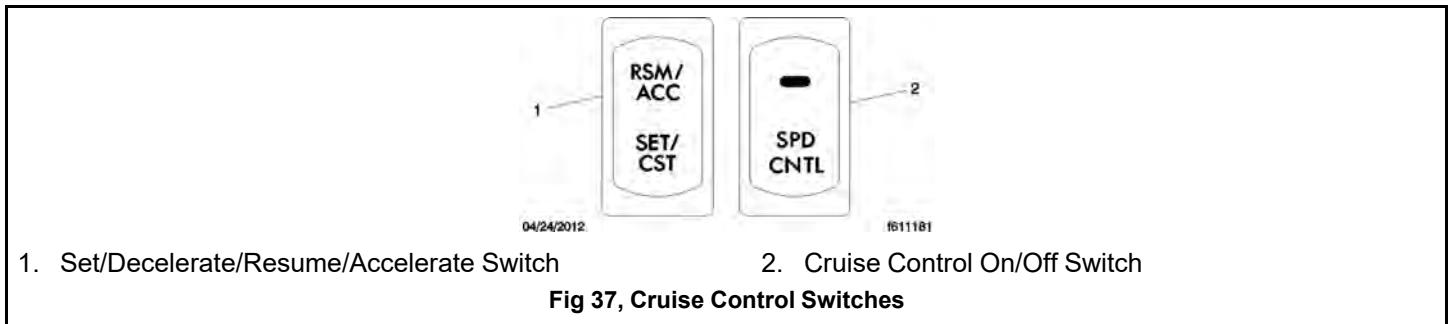 RSM/
ACC
SET/
CST
SPD
CNTL
1
2
04/24/2012
f611181
1. Set/Decelerate/Resume/Accelerate Switch
2. Cruise Control On/Off Switch
Fig 37, Cruise Control Switches